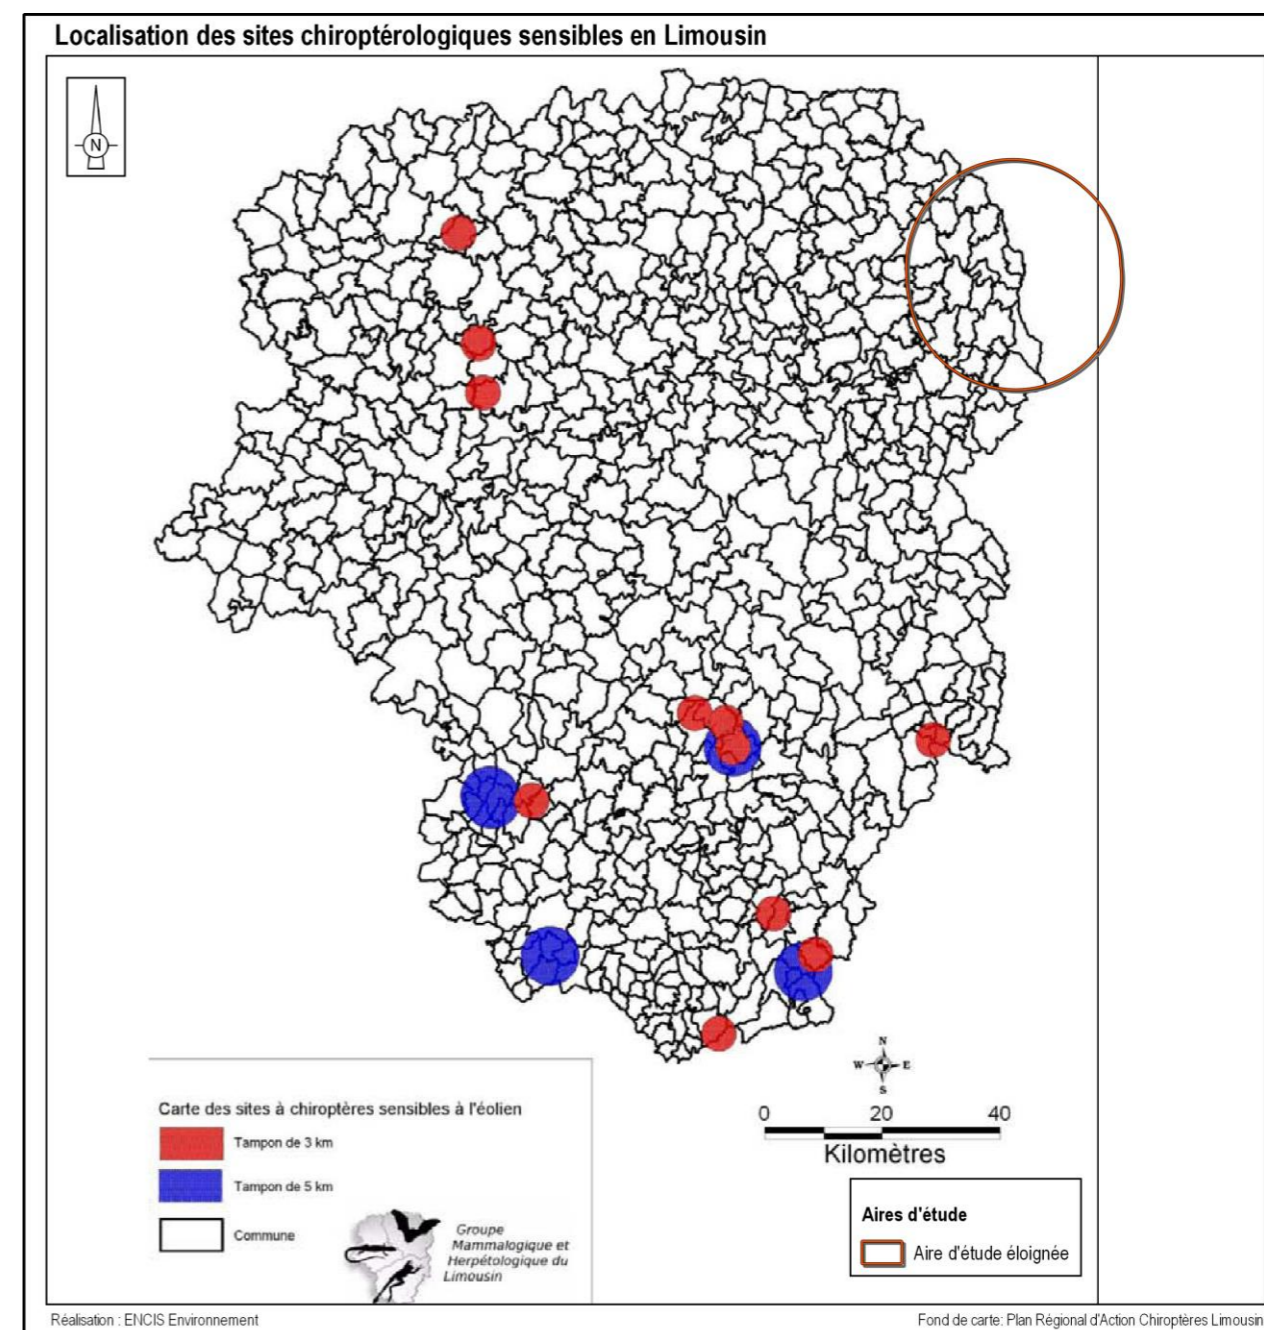 Localisation des sites chiroptérologiques sensibles en Limousin
N
N
W
E
S
0 20 40
Kilomètres
Carte des sites à chiroptères sensibles à l'éolien
Tampon de 3 km
Tampon de 5 km
Commune
Groupe
Mammalogique et
Herpétologique du
Limousin
Aires d'étude
Aire d'étude éloignée
Réalisation : ENCIS Environnement
Fond de carte: Plan Régional d'Action Chiroptères Limousin